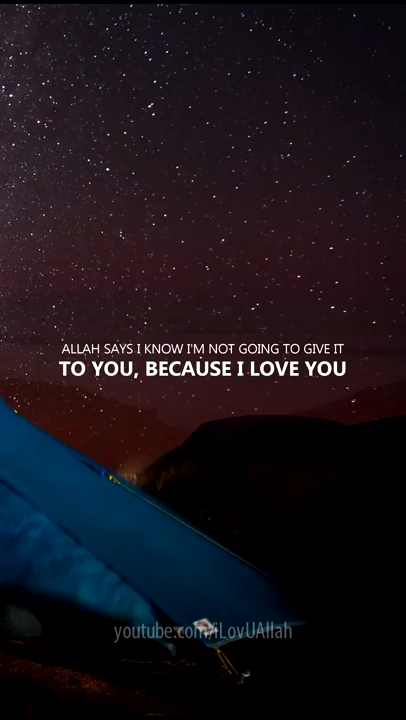 ALLAH SAYS I KNOW I'M NOT GOING TO GIVE IT
TO YOU, BECAUSE I LOVE YOU
youtube.com/iLovUAllah